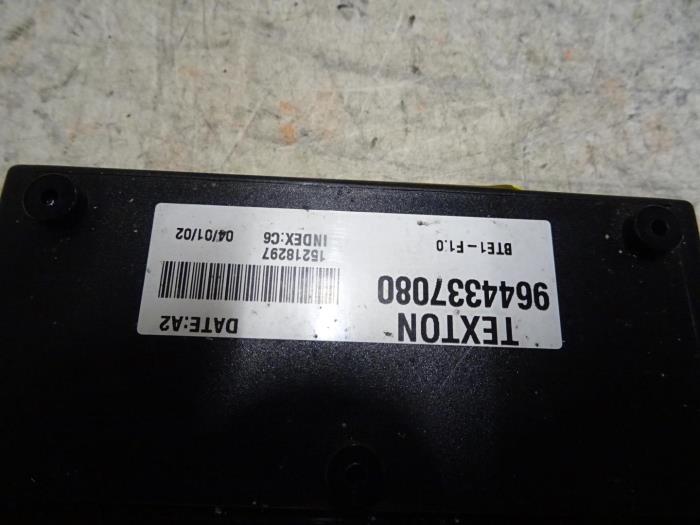 TEXTON
9644337080
BTE1-F1.0
DATE:A2
15218297
INDEX:C6
04/01/02